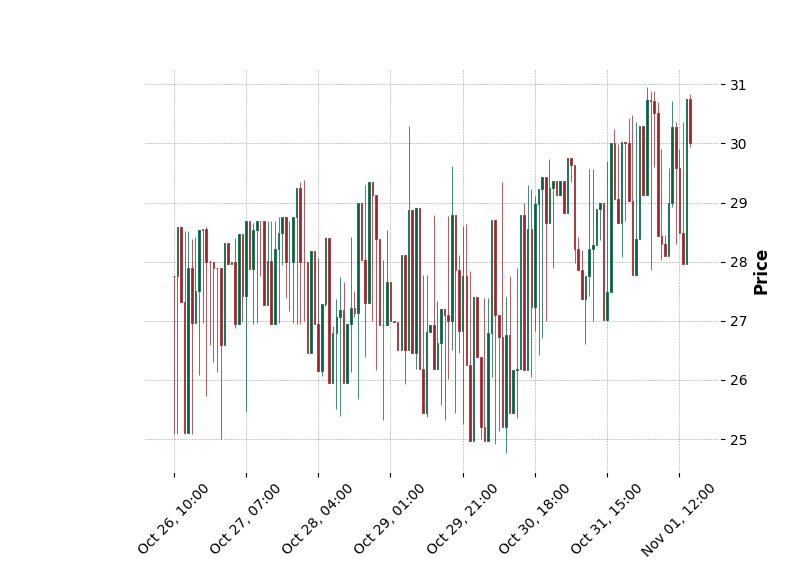 31
30
29
28
27
26
25
Price
Oct 26, 10:00
Oct 27, 07:00
Oct 28, 04:00
Oct 29, 01:00
Oct 29, 21:00
Oct 30, 18:00
Oct 31, 15:00
Nov 01, 12:00